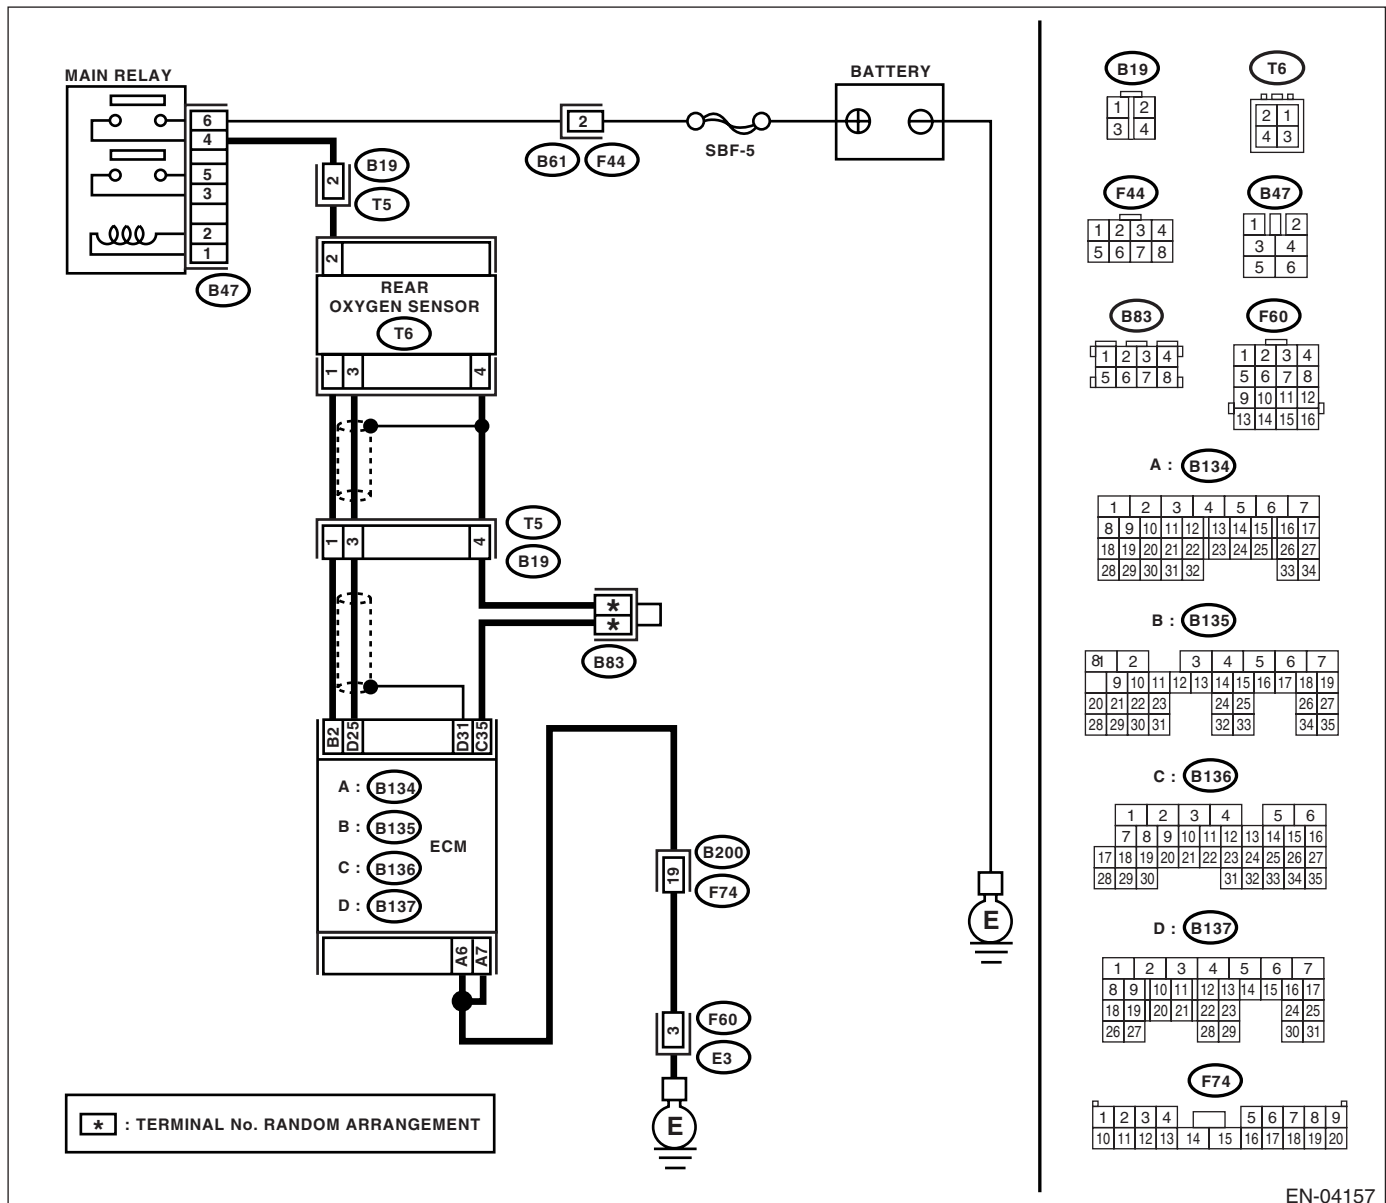 MAIN RELAY
6
4
5
3
2
1
B47
2
B19
T5
2
B61
F44
SBF-5
BATTERY
2
REAR
OXYGEN SENSOR
T6
1 3 4
T5
B19
1 3 4
*
*
B83
B2 D25 D31 C35
A : B134
B : B135
C : B136
D : B137
ECM
A6 A7
B200
19
F74
F60
3
E3
E
E
* : TERMINAL No. RANDOM ARRANGEMENT
B19
1 2
3 4
T6
2 1
4 3
F44
1 2 3 4
5 6 7 8
B47
1 2
3 4
5 6
B83
1 2 3 4
5 6 7 8
F60
1 2 3 4
5 6 7 8
9 10 11 12
13 14 15 16
A : B134
1 2 3 4 5 6 7
8 9 10 11 12 13 14 15 16 17
18 19 20 21 22 23 24 25 26 27
28 29 30 31 32 33 34
B : B135
81 2 3 4 5 6 7
9 10 11 12 13 14 15 16 17 18 19
20 21 22 23 24 25 26 27
28 29 30 31 32 33 34 35
C : B136
1 2 3 4 5 6
7 8 9 10 11 12 13 14 15 16
17 18 19 20 21 22 23 24 25 26 27
28 29 30 31 32 33 34 35
D : B137
1 2 3 4 5 6 7
8 9 10 11 12 13 14 15 16 17
18 19 20 21 22 23 24 25
26 27 28 29 30 31
F74
1 2 3 4 5 6 7 8 9
10 11 12 13 14 15 16 17 18 19 20
EN-04157